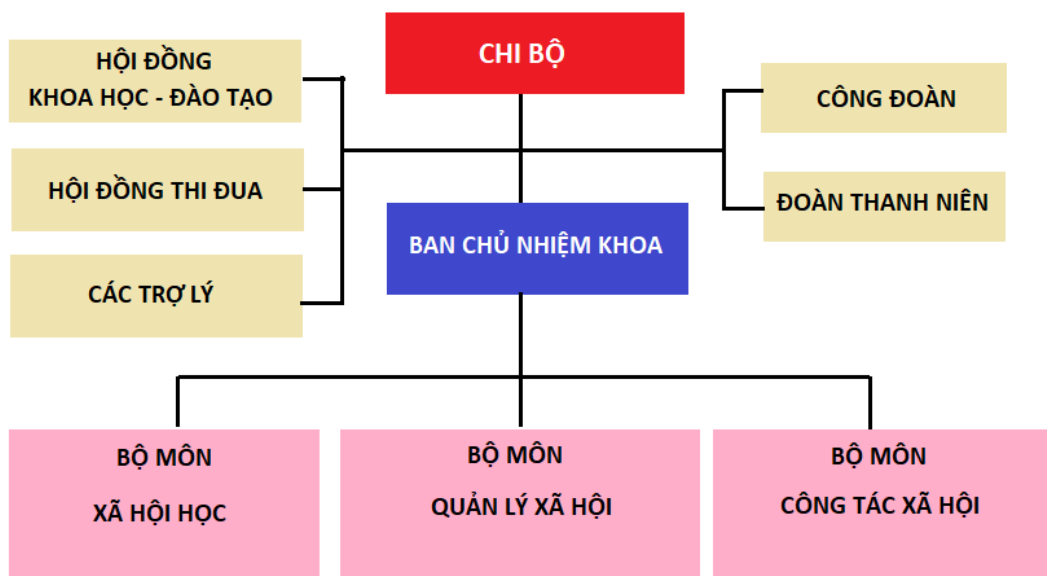 CHI BỘ
HỘI ĐỒNG
KHOA HỌC - ĐÀO TẠO
HỘI ĐỒNG THI ĐUA
CÁC TRỢ LÝ
CÔNG ĐOÀN
ĐOÀN THANH NIÊN
BAN CHỦ NHIỆM KHOA
BỘ MÔN
XÃ HỘI HỌC
BỘ MÔN
QUẢN LÝ XÃ HỘI
BỘ MÔN
CÔNG TÁC XÃ HỘI